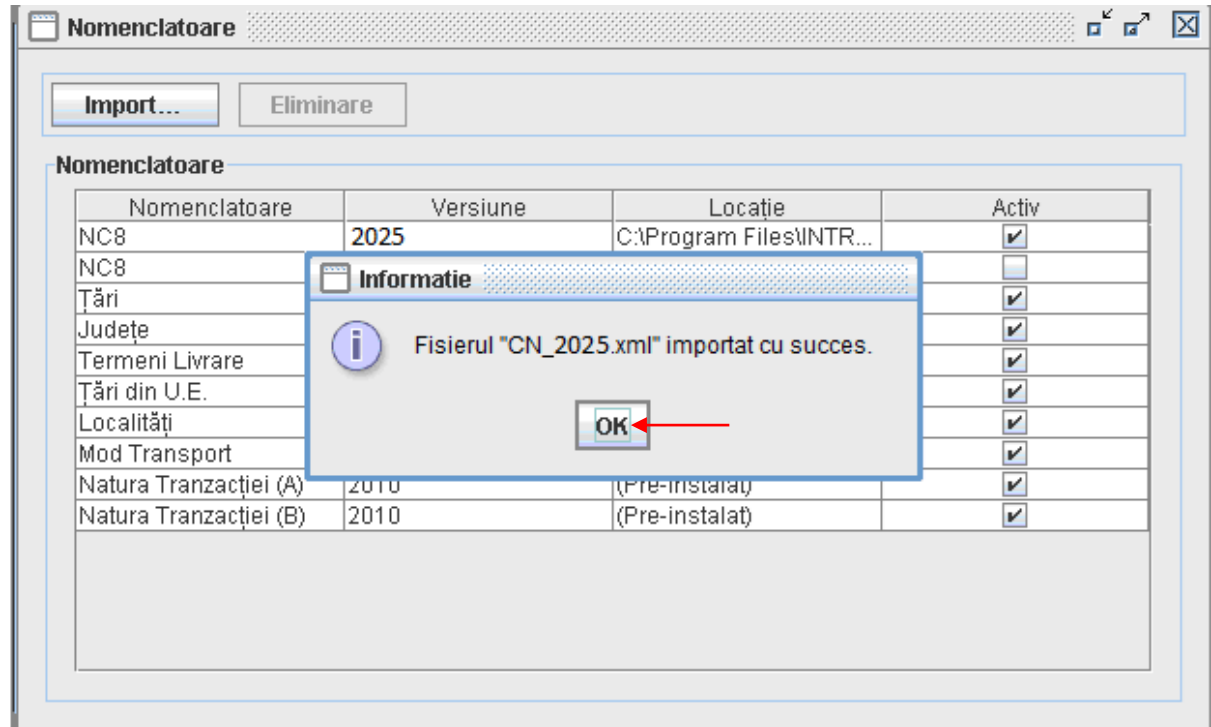 Nomenclatoare
Import... Eliminare
Nomenclatoare
Nomenclatoare Versiune Locație Activ
NC8 2025 C:\Program Files\INTR...
NC8
Țări
Județe
Termeni Livrare
Țări din U.E.
Localități
Mod Transport
Natura Tranzacției (A) 2010 (Pre-instalat)
Natura Tranzacției (B) 2010 (Pre-instalat)
Informatie
Fisierul "CN_2025.xml" importat cu succes.
OK